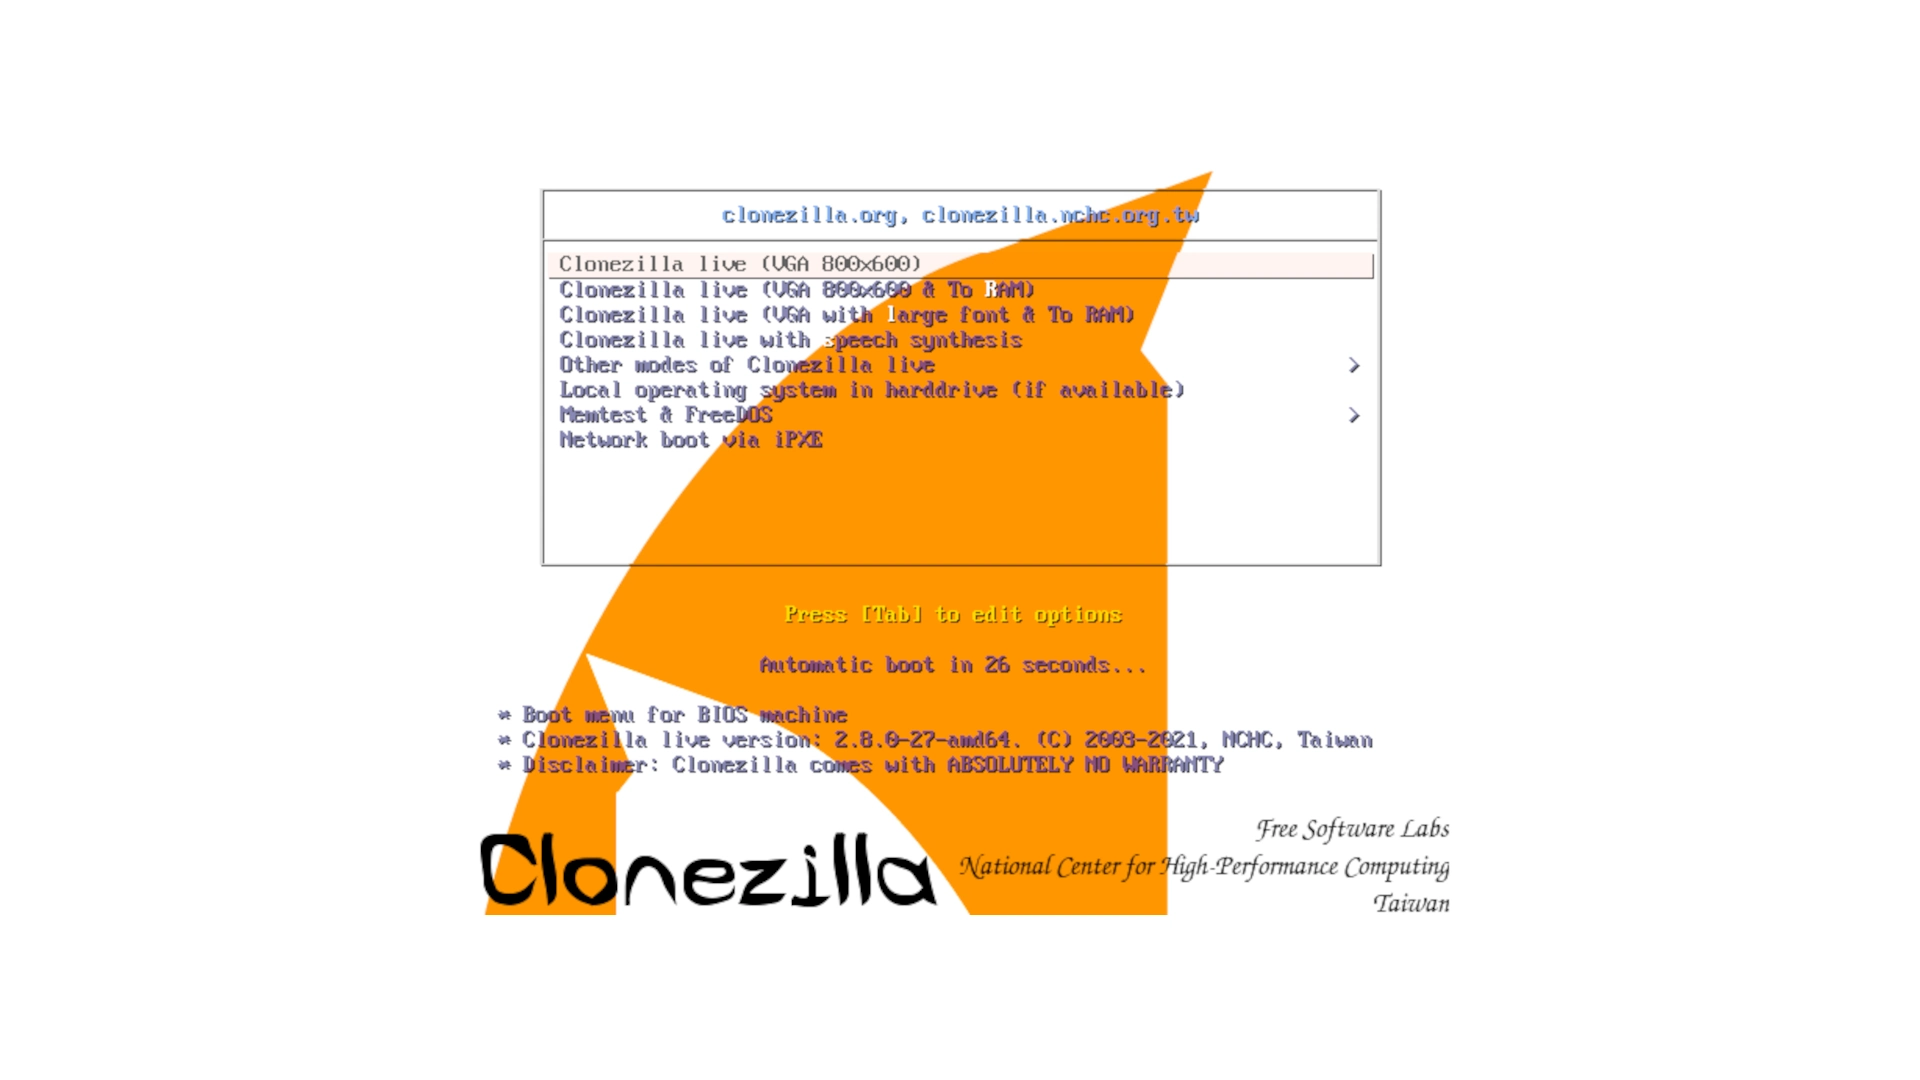 clonezilla.org, clonezilla.nchc.org.tw
Clonezilla live (VGA 800x600)
Clonezilla live (VGA 800x600 & To RAM)
Clonezilla live (VGA with large font & To RAM)
Clonezilla live with speech synthesis
Other modes of Clonezilla live >
Local operating system in harddrive (if available)
Memtest & FreeDOS >
Network boot via iPXE
Press [Tab] to edit options
Automatic boot in 26 seconds...
* Boot menu for BIOS machine
* Clonezilla live version: 2.8.0-27-amd64. (C) 2003-2021, NCHC, Taiwan
* Disclaimer: Clonezilla comes with ABSOLUTELY NO WARRANTY
Clonezilla
Free Software Labs
National Center for High-Performance Computing
Taiwan